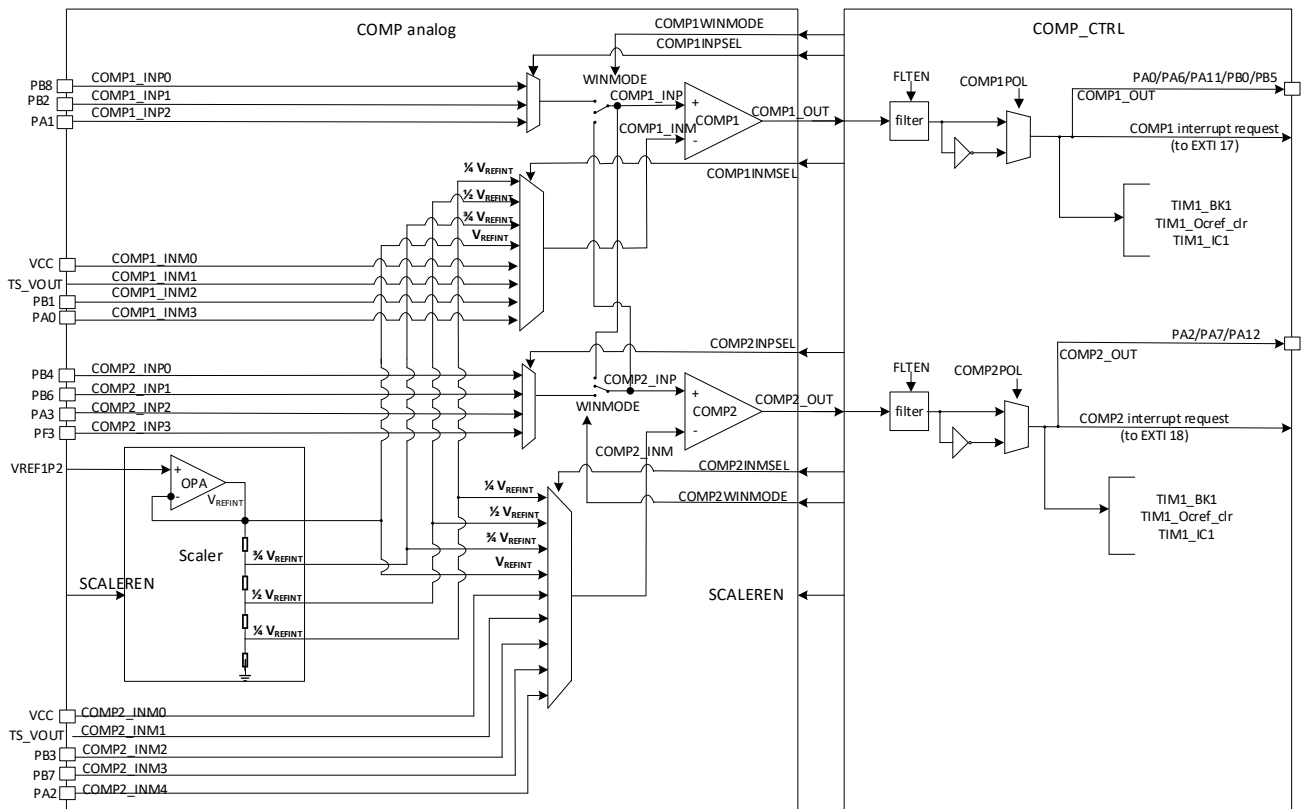 COMP analog
COMP1WINMODE
COMP_CTRL
COMP1INPSEL
PB8
COMP1_INP0
PB2
COMP1_INP1
PA1
COMP1_INP2
WINMODE
COMP1_INP
+
COMP1
-
COMP1_OUT
COMP1_INM
FLTEN
filter
COMP1POL
PA0/PA6/PA11/PB0/PB5
COMP1_OUT
COMP1 interrupt request
(to EXTI 17)
COMP1INMSEL
¼ VREFINT
½ VREFINT
¾ VREFINT
VREFINT
TIM1_BK1
TIM1_Ocref_clr
TIM1_IC1
VCC
COMP1_INM0
TS_VOUT
COMP1_INM1
PB1
COMP1_INM2
PA0
COMP1_INM3
COMP2INPSEL
PB4
COMP2_INP0
PB6
COMP2_INP1
PA3
COMP2_INP2
PF3
COMP2_INP3
COMP2_INP
WINMODE
+
COMP2
-
COMP2_OUT
COMP2_INM
FLTEN
filter
COMP2POL
PA2/PA7/PA12
COMP2_OUT
COMP2 interrupt request
(to EXTI 18)
COMP2INMSEL
COMP2WINMODE
VREF1P2
+
OPA
-
VREFINT
Scaler
¾ VREFINT
½ VREFINT
¼ VREFINT
SCALEREN
¼ VREFINT
½ VREFINT
¾ VREFINT
VREFINT
SCALEREN
TIM1_BK1
TIM1_Ocref_clr
TIM1_IC1
VCC
COMP2_INM0
TS_VOUT
COMP2_INM1
PB3
COMP2_INM2
PB7
COMP2_INM3
PA2
COMP2_INM4